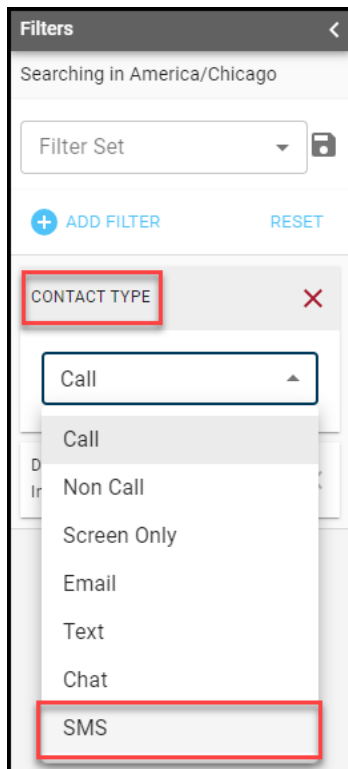 Filters
Searching in America/Chicago
Filter Set
ADD FILTER RESET
CONTACT TYPE
Call
Call
Non Call
Screen Only
Email
Text
Chat
SMS